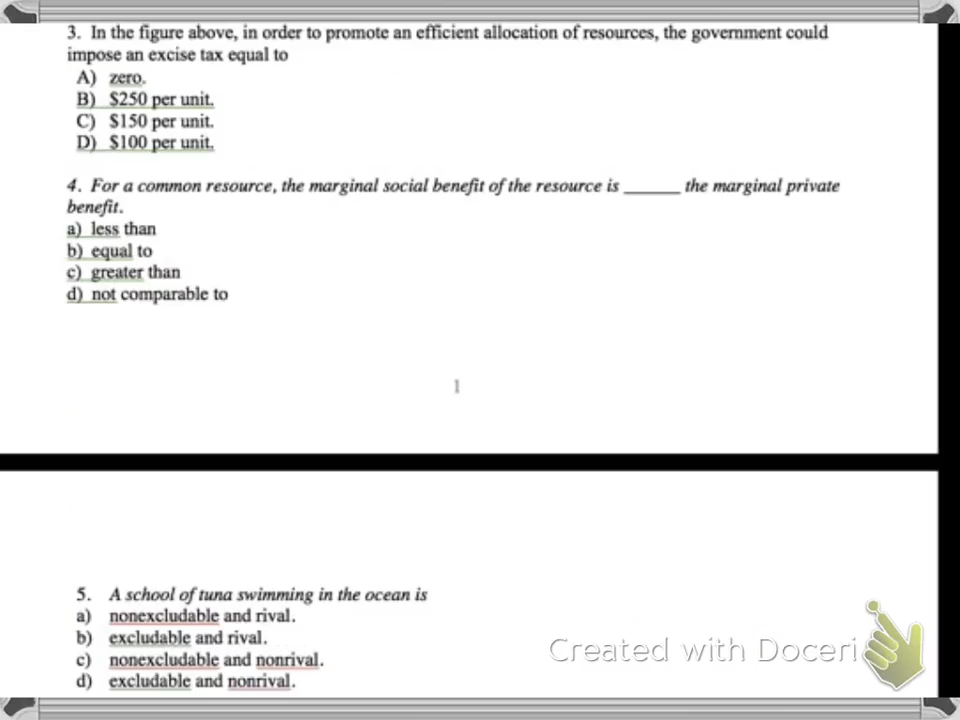 3. In the figure above, in order to promote an efficient allocation of resources, the government could
impose an excise tax equal to
A) zero.
B) $250 per unit.
C) $150 per unit.
D) $100 per unit.
4. For a common resource, the marginal social benefit of the resource is ______ the marginal private
benefit.
a) less than
b) equal to
c) greater than
d) not comparable to
1
5. A school of tuna swimming in the ocean is
a) nonexcludable and rival.
b) excludable and rival.
c) nonexcludable and nonrival.
d) excludable and nonrival.
Created with Doceri